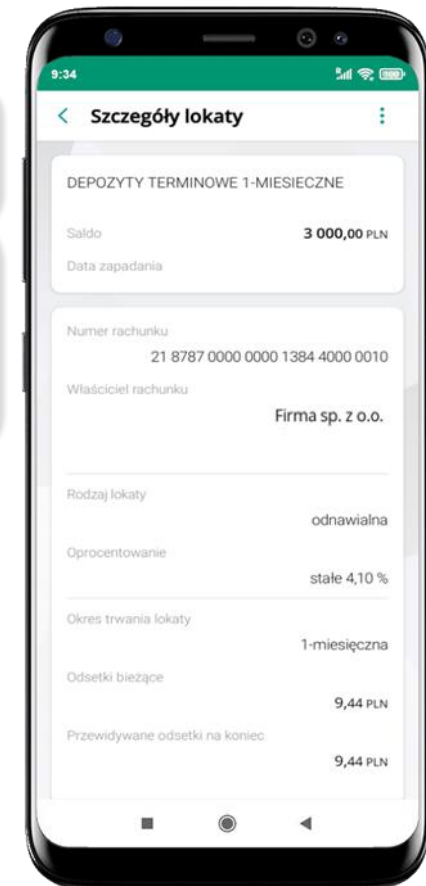 9:34
Szczegóły lokaty
DEPOZYTY TERMINOWE 1-MIESIECZNE
Saldo 3 000,00 PLN
Data zapadania
Numer rachunku
21 8787 0000 0000 1384 4000 0010
Właściciel rachunku
Firma sp. z o.o.
Rodzaj lokaty
odnawialna
Oprocentowanie
stałe 4,10 %
Okres trwania lokaty
1-miesięczna
Odsetki bieżące
9,44 PLN
Przewidywane odsetki na koniec
9,44 PLN